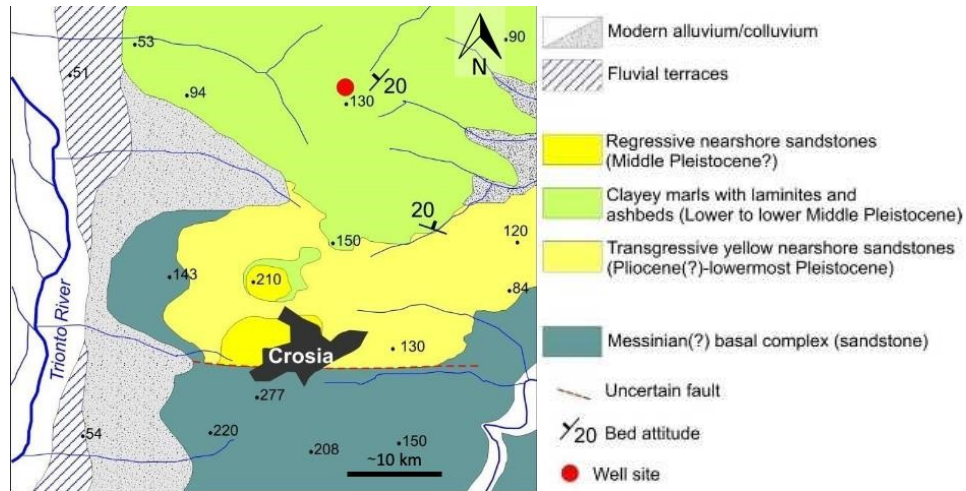 53
90
N
51
20
130
94
20
120
150
143
210
84
Crosia
130
Trionto River
277
220
54
150
208
~10 km
Modern alluvium/colluvium
Fluvial terraces
Regressive nearshore sandstones
(Middle Pleistocene?)
Clayey marls with laminites and
ashbeds (Lower to lower Middle Pleistocene)
Transgressive yellow nearshore sandstones
(Pliocene(?)-lowermost Pleistocene)
Messinian(?) basal complex (sandstone)
Uncertain fault
20 Bed attitude
Well site